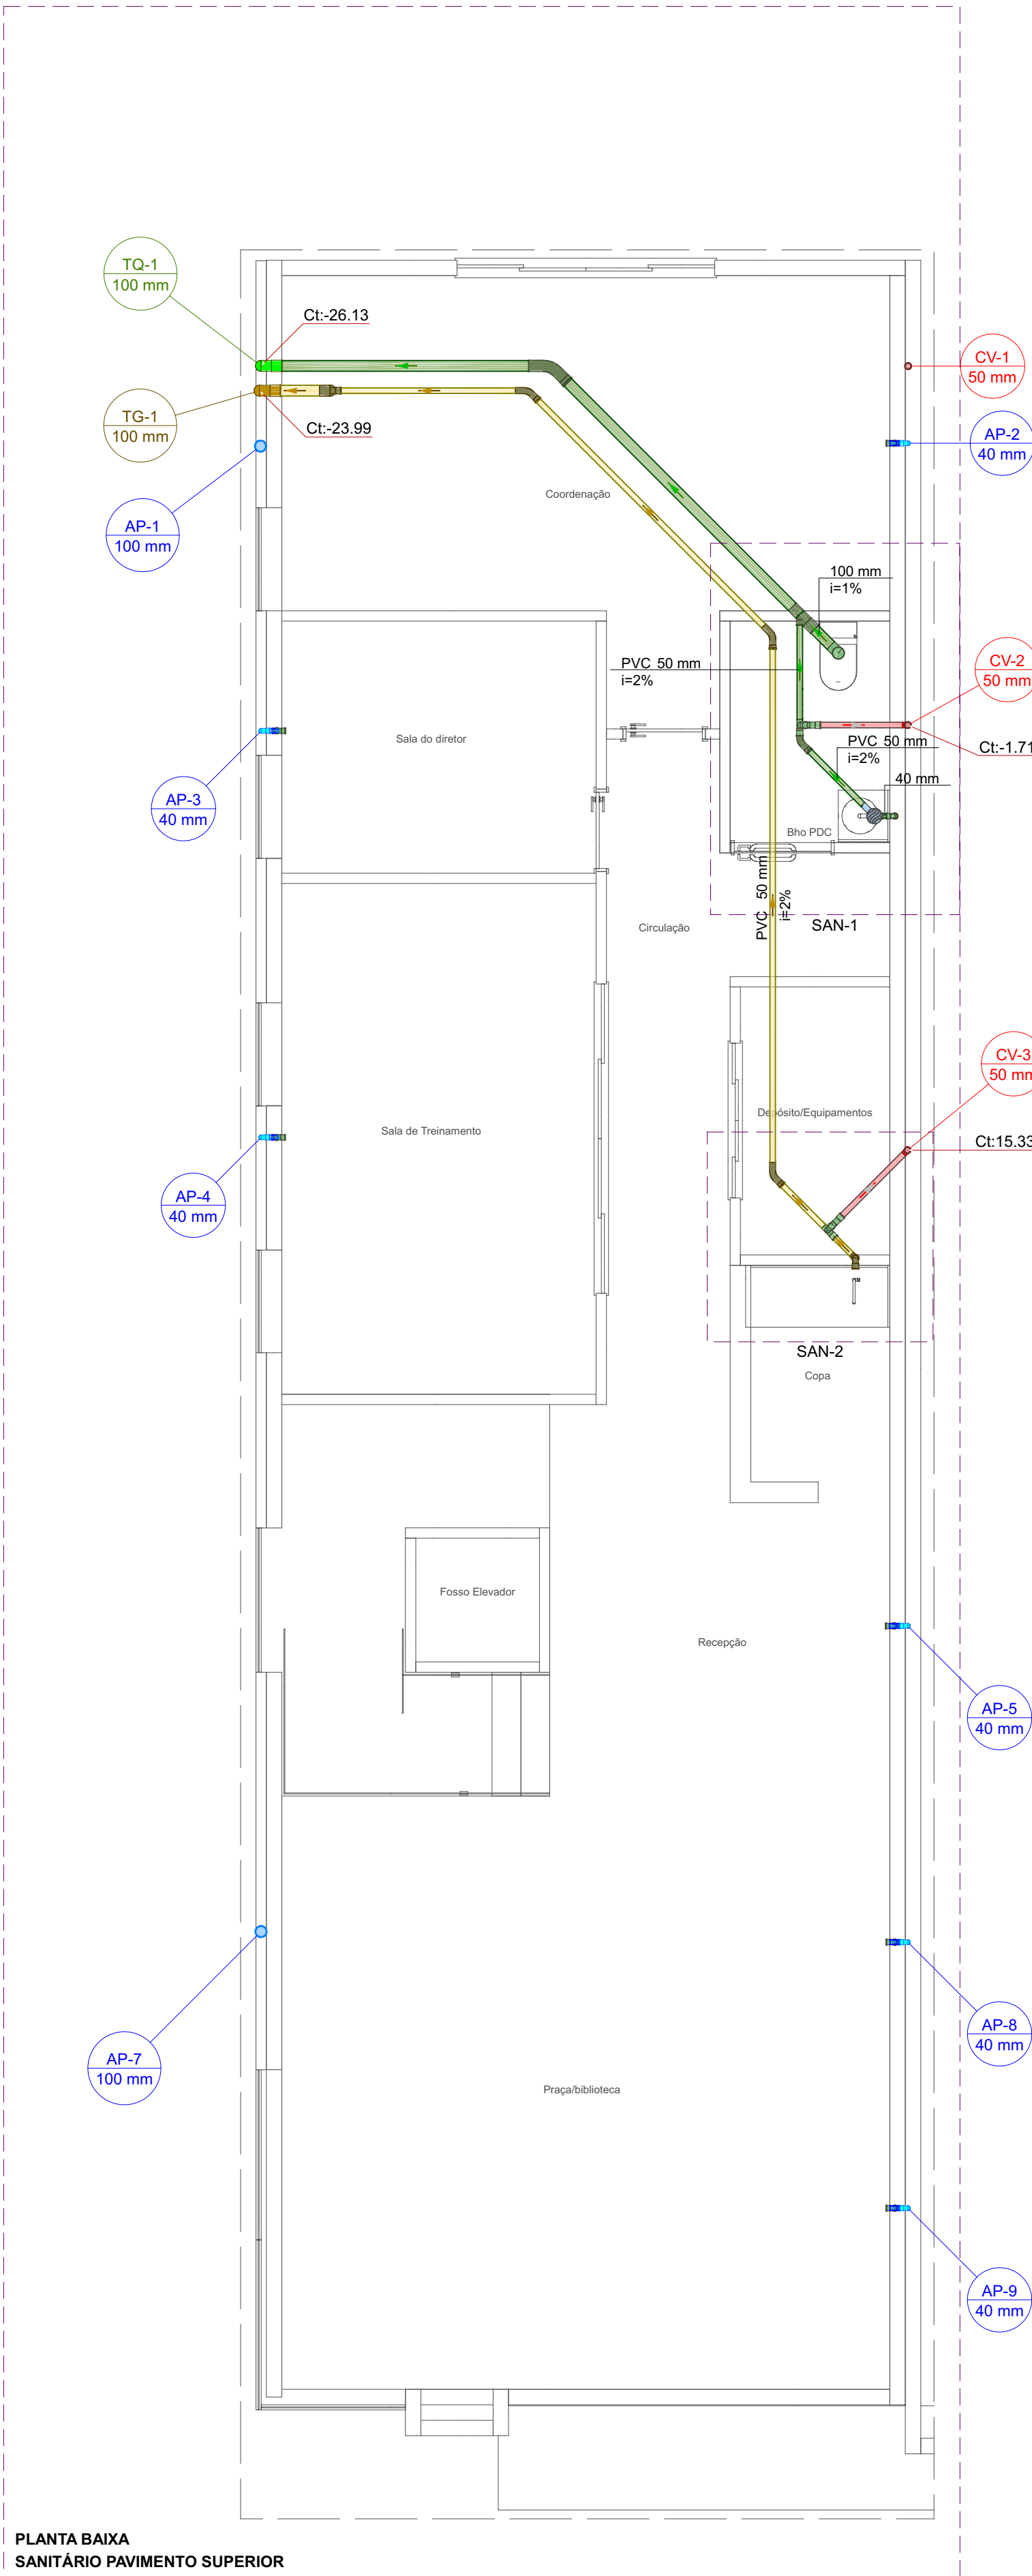 TQ-1
100 mm
Ct:-26.13
CV-1
50 mm
TG-1
100 mm
Ct:-23.99
AP-2
40 mm
Coordenação
AP-1
100 mm
100 mm
i=1%
PVC 50 mm
i=2%
CV-2
50 mm
Sala do diretor
PVC 50 mm
i=2%
Ct:-1.71
40 mm
AP-3
40 mm
Bho PDC
PVC 50 mm
i=2%
Circulação
SAN-1
CV-3
50 mm
Depósito/Equipamentos
Sala de Treinamento
Ct:15.33
AP-4
40 mm
SAN-2
Copa
Fosso Elevador
Recepção
AP-5
40 mm
AP-8
40 mm
AP-7
100 mm
Praça/biblioteca
AP-9
40 mm
PLANTA BAIXA
SANITÁRIO PAVIMENTO SUPERIOR